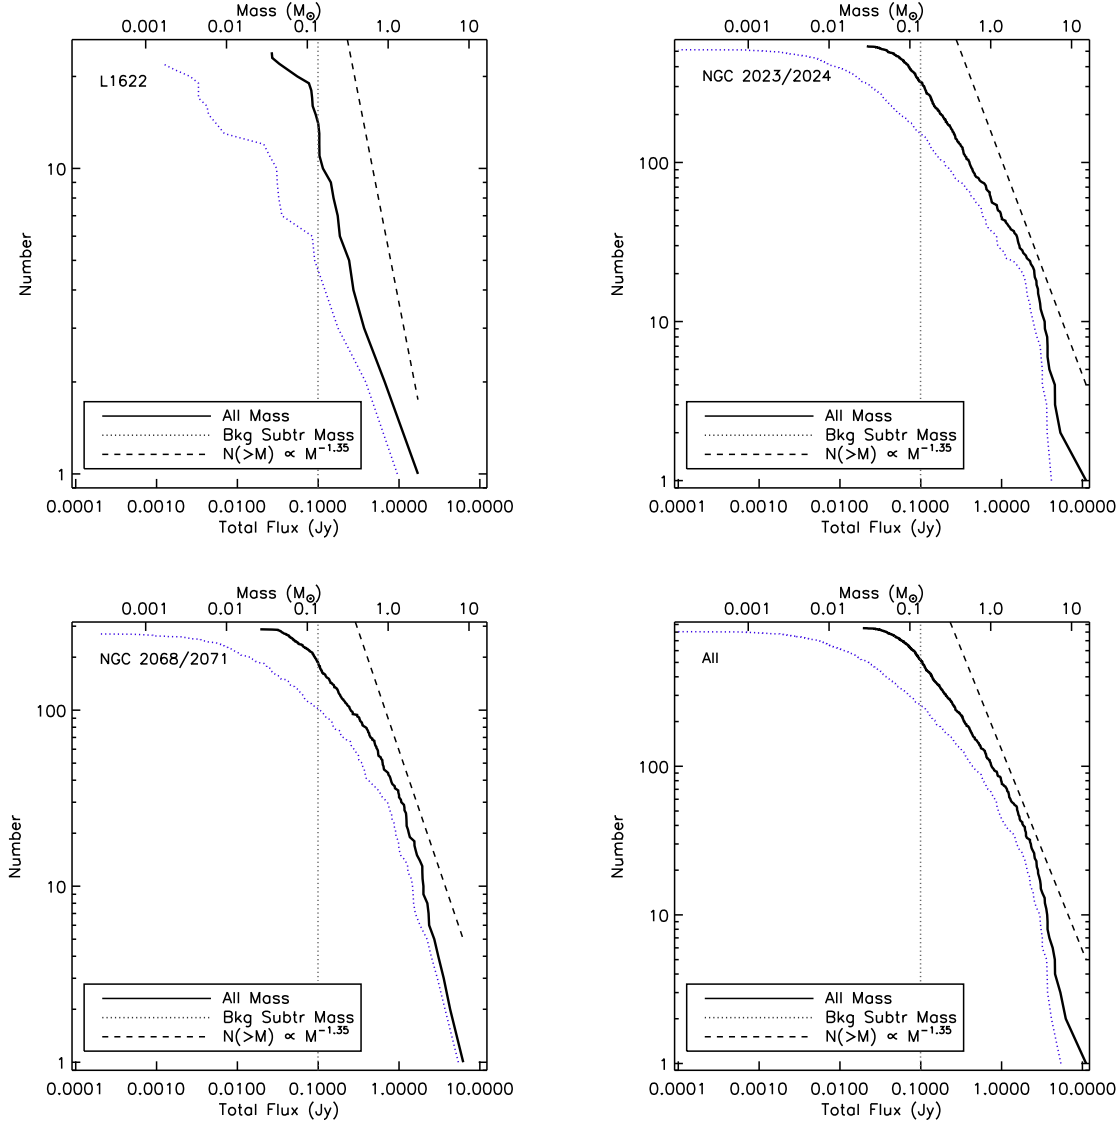 Mass (M⊙)
0.001 0.01 0.1 1.0 10
L1622
10
1
Number
All Mass
Bkg Subtr Mass
N(>M) ∝ M^−1.35
0.0001 0.0010 0.0100 0.1000 1.0000 10.0000
Total Flux (Jy)
Mass (M⊙)
0.001 0.01 0.1 1.0 10
NGC 2023/2024
100
10
1
Number
All Mass
Bkg Subtr Mass
N(>M) ∝ M^−1.35
0.0001 0.0010 0.0100 0.1000 1.0000 10.0000
Total Flux (Jy)
Mass (M⊙)
0.001 0.01 0.1 1.0 10
NGC 2068/2071
100
10
1
Number
All Mass
Bkg Subtr Mass
N(>M) ∝ M^−1.35
0.0001 0.0010 0.0100 0.1000 1.0000 10.0000
Total Flux (Jy)
Mass (M⊙)
0.001 0.01 0.1 1.0 10
All
100
10
1
Number
All Mass
Bkg Subtr Mass
N(>M) ∝ M^−1.35
0.0001 0.0010 0.0100 0.1000 1.0000 10.0000
Total Flux (Jy)